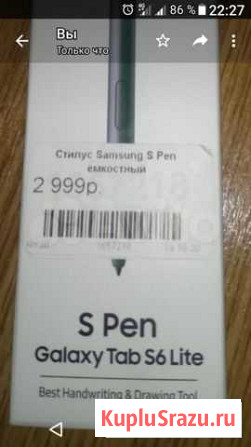 86 % 22:27
Вы
Только что
Стилус Samsung S Pen
емкостный
2 999р.
S Pen
Galaxy Tab S6 Lite
Best Handwriting & Drawing Tool
KupluSrazu.ru